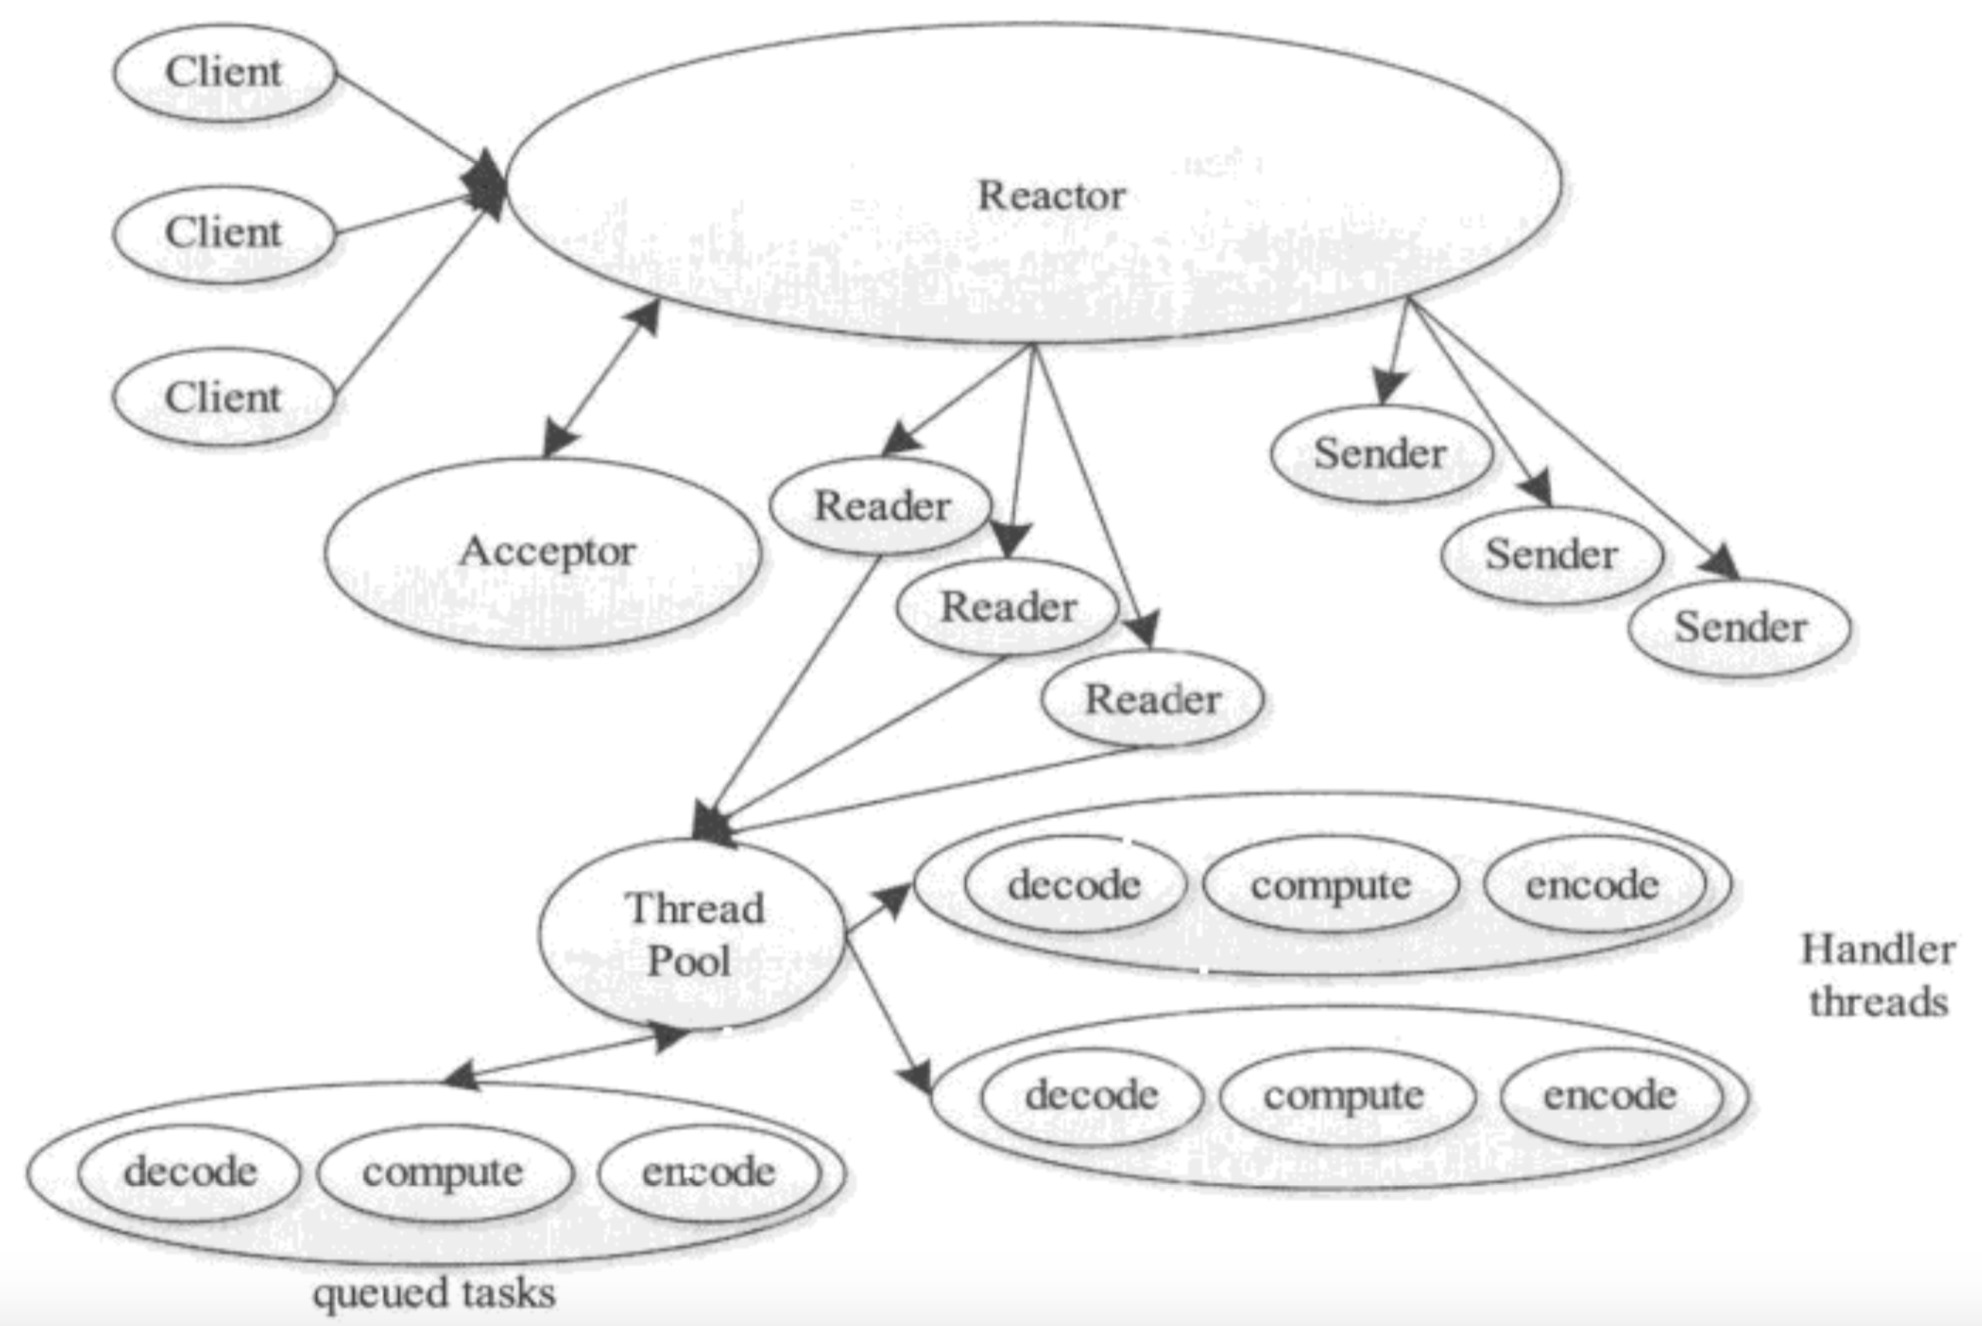 Client
Reactor
Client
Client
Acceptor
Reader
Reader
Reader
Sender
Sender
Sender
Thread
Pool
decode compute encode
Handler
threads
decode compute encode
decode compute encode
queued tasks